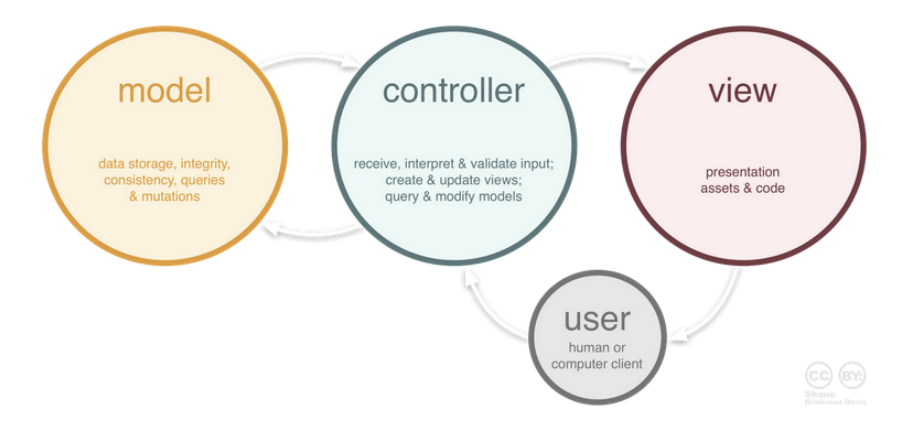 model
data storage, integrity,
consistency, queries
& mutations
controller
receive, interpret & validate input;
create & update views;
query & modify models
view
presentation
assets & code
user
human or
computer client
CC BY:
Shane
Brinkman-Davis